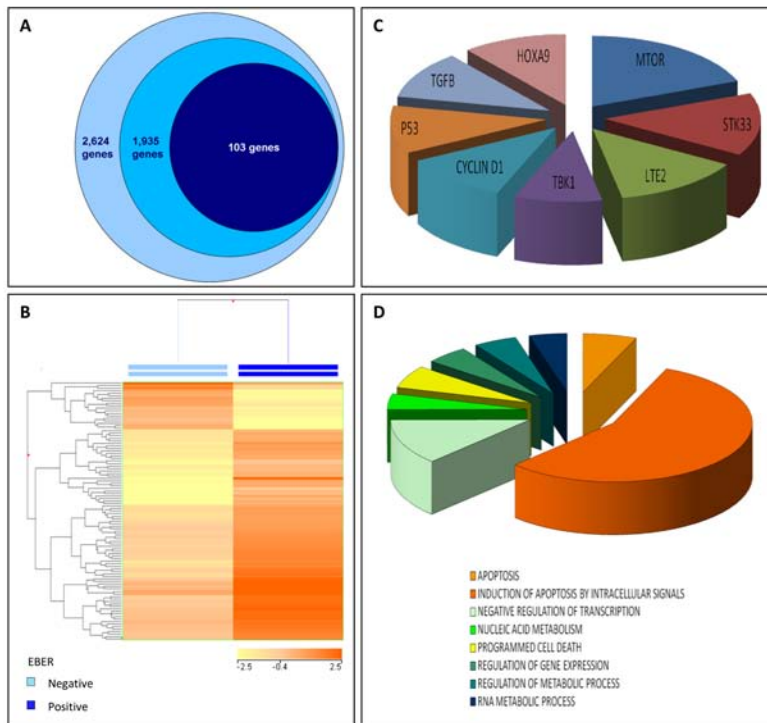 A
2,624
genes
1,935
genes
103 genes
B
-2.5
-0.4
2.5
EBER
Negative
Positive
C
HOXA9
MTOR
TGFB
STK33
P53
LTE2
CYCLIN D1
TBK1
D
APOPTOSIS
INDUCTION OF APOPTOSIS BY INTRACELLULAR SIGNALS
NEGATIVE REGULATION OF TRANSCRIPTION
NUCLEIC ACID METABOLISM
PROGRAMMED CELL DEATH
REGULATION OF GENE EXPRESSION
REGULATION OF METABOLIC PROCESS
RNA METABOLIC PROCESS